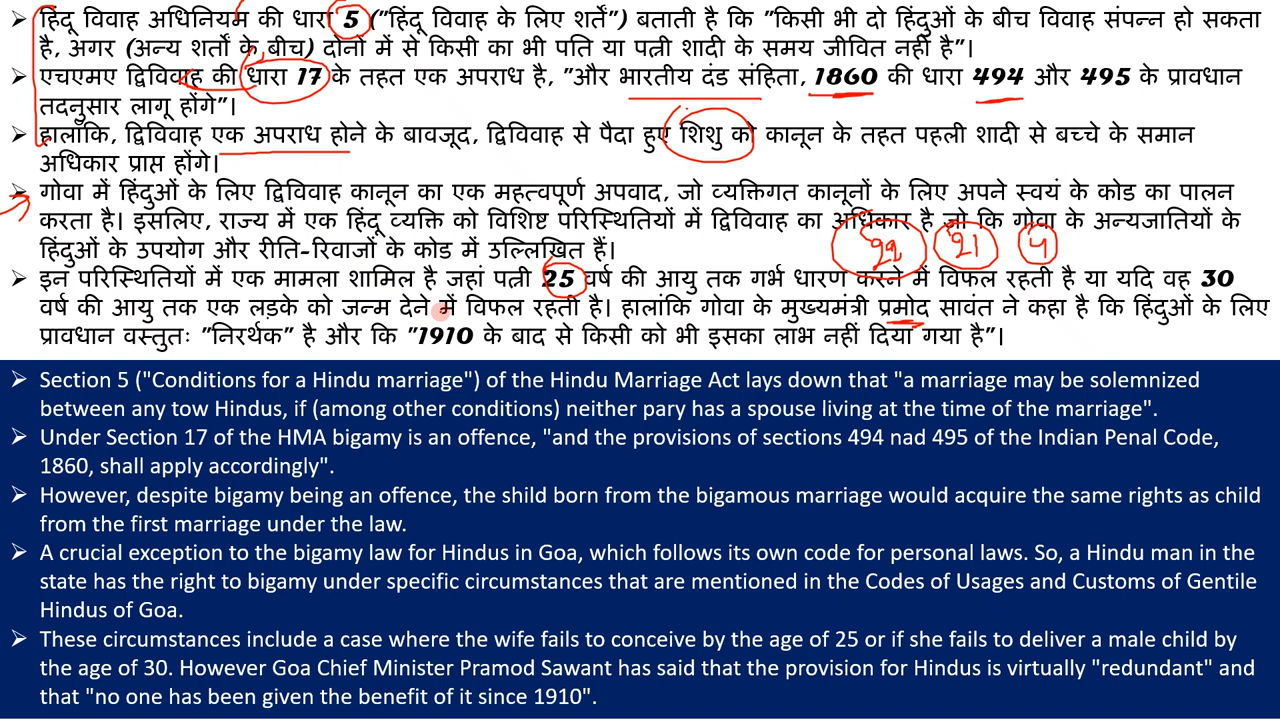 ➢ हिंदू विवाह अधिनियम की धारा 5 ("हिंदू विवाह के लिए शर्तें") बताती है कि "किसी भी दो हिंदुओं के बीच विवाह संपन्न हो सकता
है, अगर (अन्य शर्तों के बीच) दोनों में से किसी का भी पति या पत्नी शादी के समय जीवित नहीं है"।
➢ एचएमए द्विविवाह की धारा 17 के तहत एक अपराध है, "और भारतीय दंड संहिता, 1860 की धारा 494 और 495 के प्रावधान
तदनुसार लागू होंगे"।
➢ हालाँकि, द्विविवाह एक अपराध होने के बावजूद, द्विविवाह से पैदा हुए शिशु को कानून के तहत पहली शादी से बच्चे के समान
अधिकार प्राप्त होंगे।
➢ गोवा में हिंदुओं के लिए द्विविवाह कानून का एक महत्वपूर्ण अपवाद, जो व्यक्तिगत कानूनों के लिए अपने स्वयं के कोड का पालन
करता है। इसलिए, राज्य में एक हिंदू व्यक्ति को विशिष्ट परिस्थितियों में द्विविवाह का अधिकार है जो कि गोवा के अन्यजातियों के
हिंदुओं के उपयोग और रीति-रिवाजों के कोड में उल्लिखित हैं।
22 21 4
➢ इन परिस्थितियों में एक मामला शामिल है जहां पत्नी 25 वर्ष की आयु तक गर्भ धारण करने में विफल रहती है या यदि वह 30
वर्ष की आयु तक एक लड़के को जन्म देने में विफल रहती है। हालांकि गोवा के मुख्यमंत्री प्रमोद सावंत ने कहा है कि हिंदुओं के लिए
प्रावधान वस्तुतः "निरर्थक" है और कि "1910 के बाद से किसी को भी इसका लाभ नहीं दिया गया है"।
➢ Section 5 ("Conditions for a Hindu marriage") of the Hindu Marriage Act lays down that "a marriage may be solemnized
between any tow Hindus, if (among other conditions) neither pary has a spouse living at the time of the marriage".
➢ Under Section 17 of the HMA bigamy is an offence, "and the provisions of sections 494 nad 495 of the Indian Penal Code,
1860, shall apply accordingly".
➢ However, despite bigamy being an offence, the shild born from the bigamous marriage would acquire the same rights as child
from the first marriage under the law.
➢ A crucial exception to the bigamy law for Hindus in Goa, which follows its own code for personal laws. So, a Hindu man in the
state has the right to bigamy under specific circumstances that are mentioned in the Codes of Usages and Customs of Gentile
Hindus of Goa.
➢ These circumstances include a case where the wife fails to conceive by the age of 25 or if she fails to deliver a male child by
the age of 30. However Goa Chief Minister Pramod Sawant has said that the provision for Hindus is virtually "redundant" and
that "no one has been given the benefit of it since 1910".